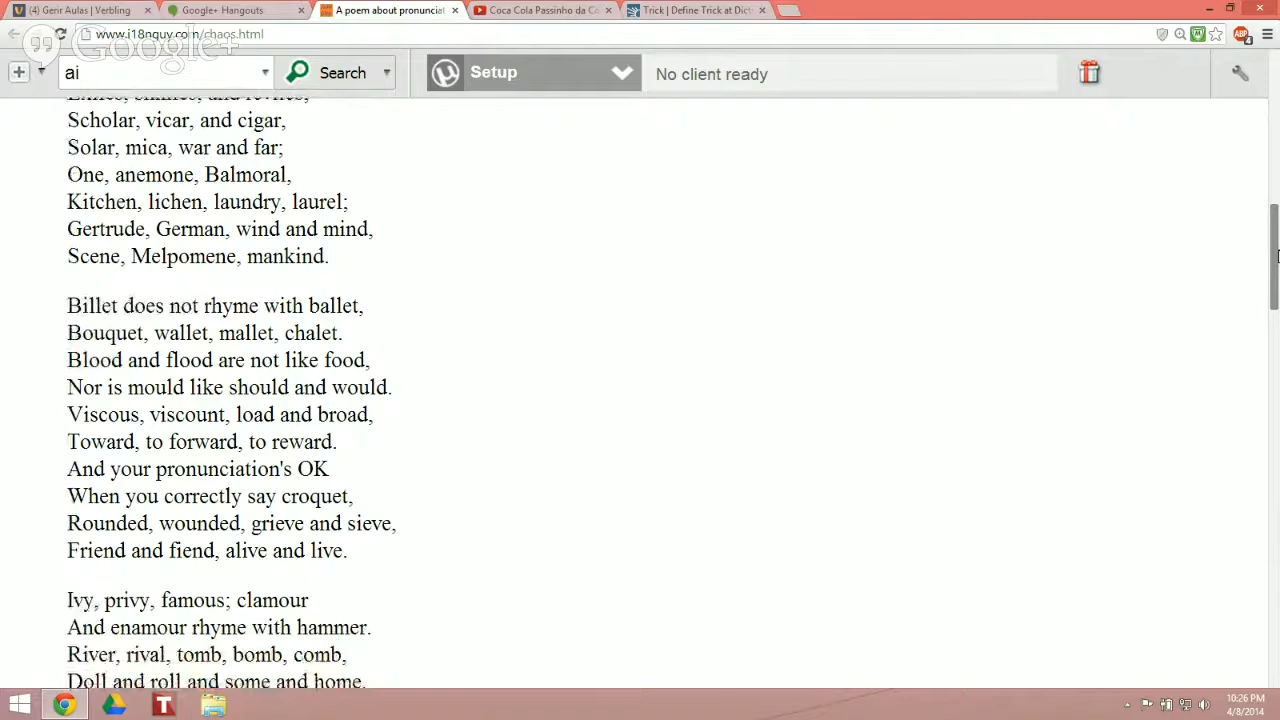 (4) Gerir Aulas | Verbling
Google+ Hangouts
A poem about pronunciat
Coca Cola Passinho da Co
Trick | Define Trick at Dict
www.i18nguy.com/chaos.html
Google+
ai
Search
Setup
No client ready
Scholar, vicar, and cigar,
Solar, mica, war and far;
One, anemone, Balmoral,
Kitchen, lichen, laundry, laurel;
Gertrude, German, wind and mind,
Scene, Melpomene, mankind.
Billet does not rhyme with ballet,
Bouquet, wallet, mallet, chalet.
Blood and flood are not like food,
Nor is mould like should and would.
Viscous, viscount, load and broad,
Toward, to forward, to reward.
And your pronunciation's OK
When you correctly say croquet,
Rounded, wounded, grieve and sieve,
Friend and fiend, alive and live.
Ivy, privy, famous; clamour
And enamour rhyme with hammer.
River, rival, tomb, bomb, comb,
Doll and roll and some and home.
10:26 PM
4/8/2014